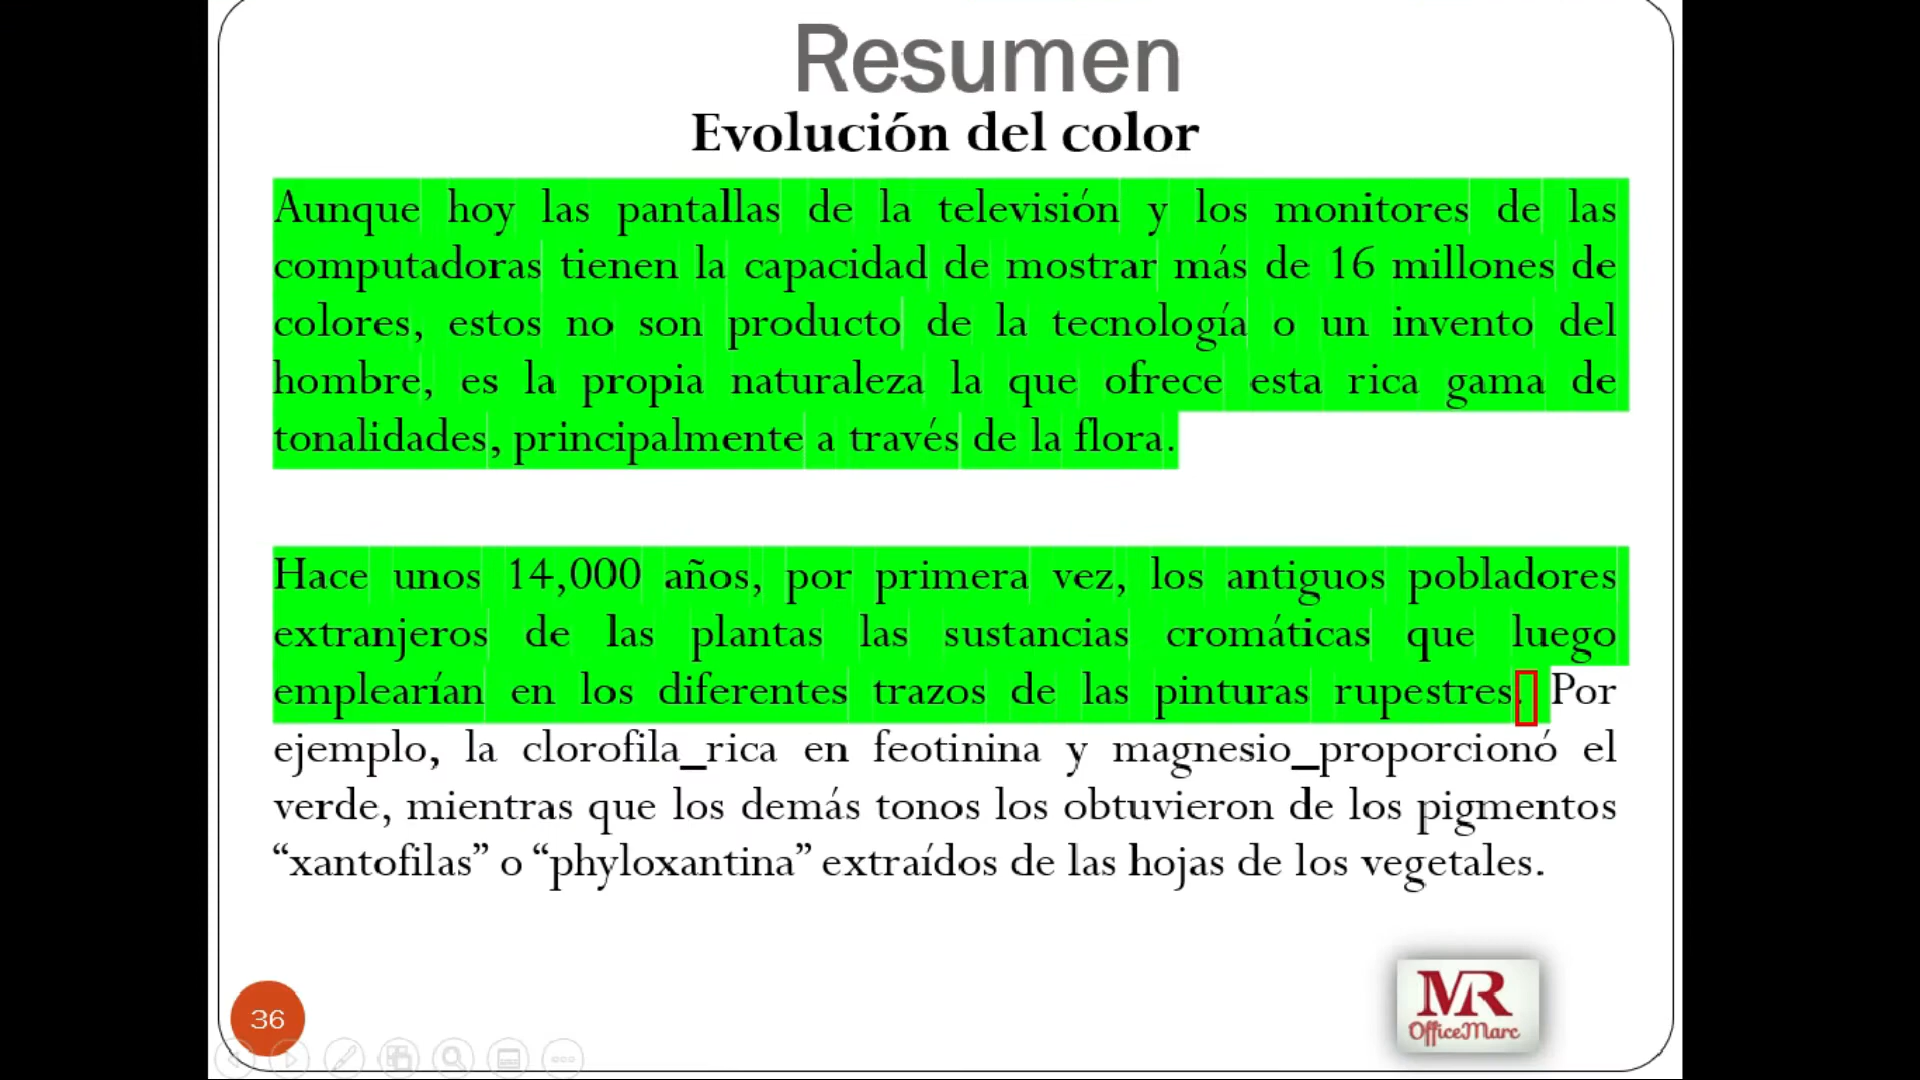 Resumen
Evolución del color
Aunque hoy las pantallas de la televisión y los monitores de las
computadoras tienen la capacidad de mostrar más de 16 millones de
colores, estos no son producto de la tecnología o un invento del
hombre, es la propia naturaleza la que ofrece esta rica gama de
tonalidades, principalmente a través de la flora.
Hace unos 14,000 años, por primera vez, los antiguos pobladores
extranjeros de las plantas las sustancias cromáticas que luego
emplearían en los diferentes trazos de las pinturas rupestres. Por
ejemplo, la clorofila_rica en feotinina y magnesio_proporcionó el
verde, mientras que los demás tonos los obtuvieron de los pigmentos
“xantofilas” o “phyloxantina” extraídos de las hojas de los vegetales.
36
MR
OfficeMarc